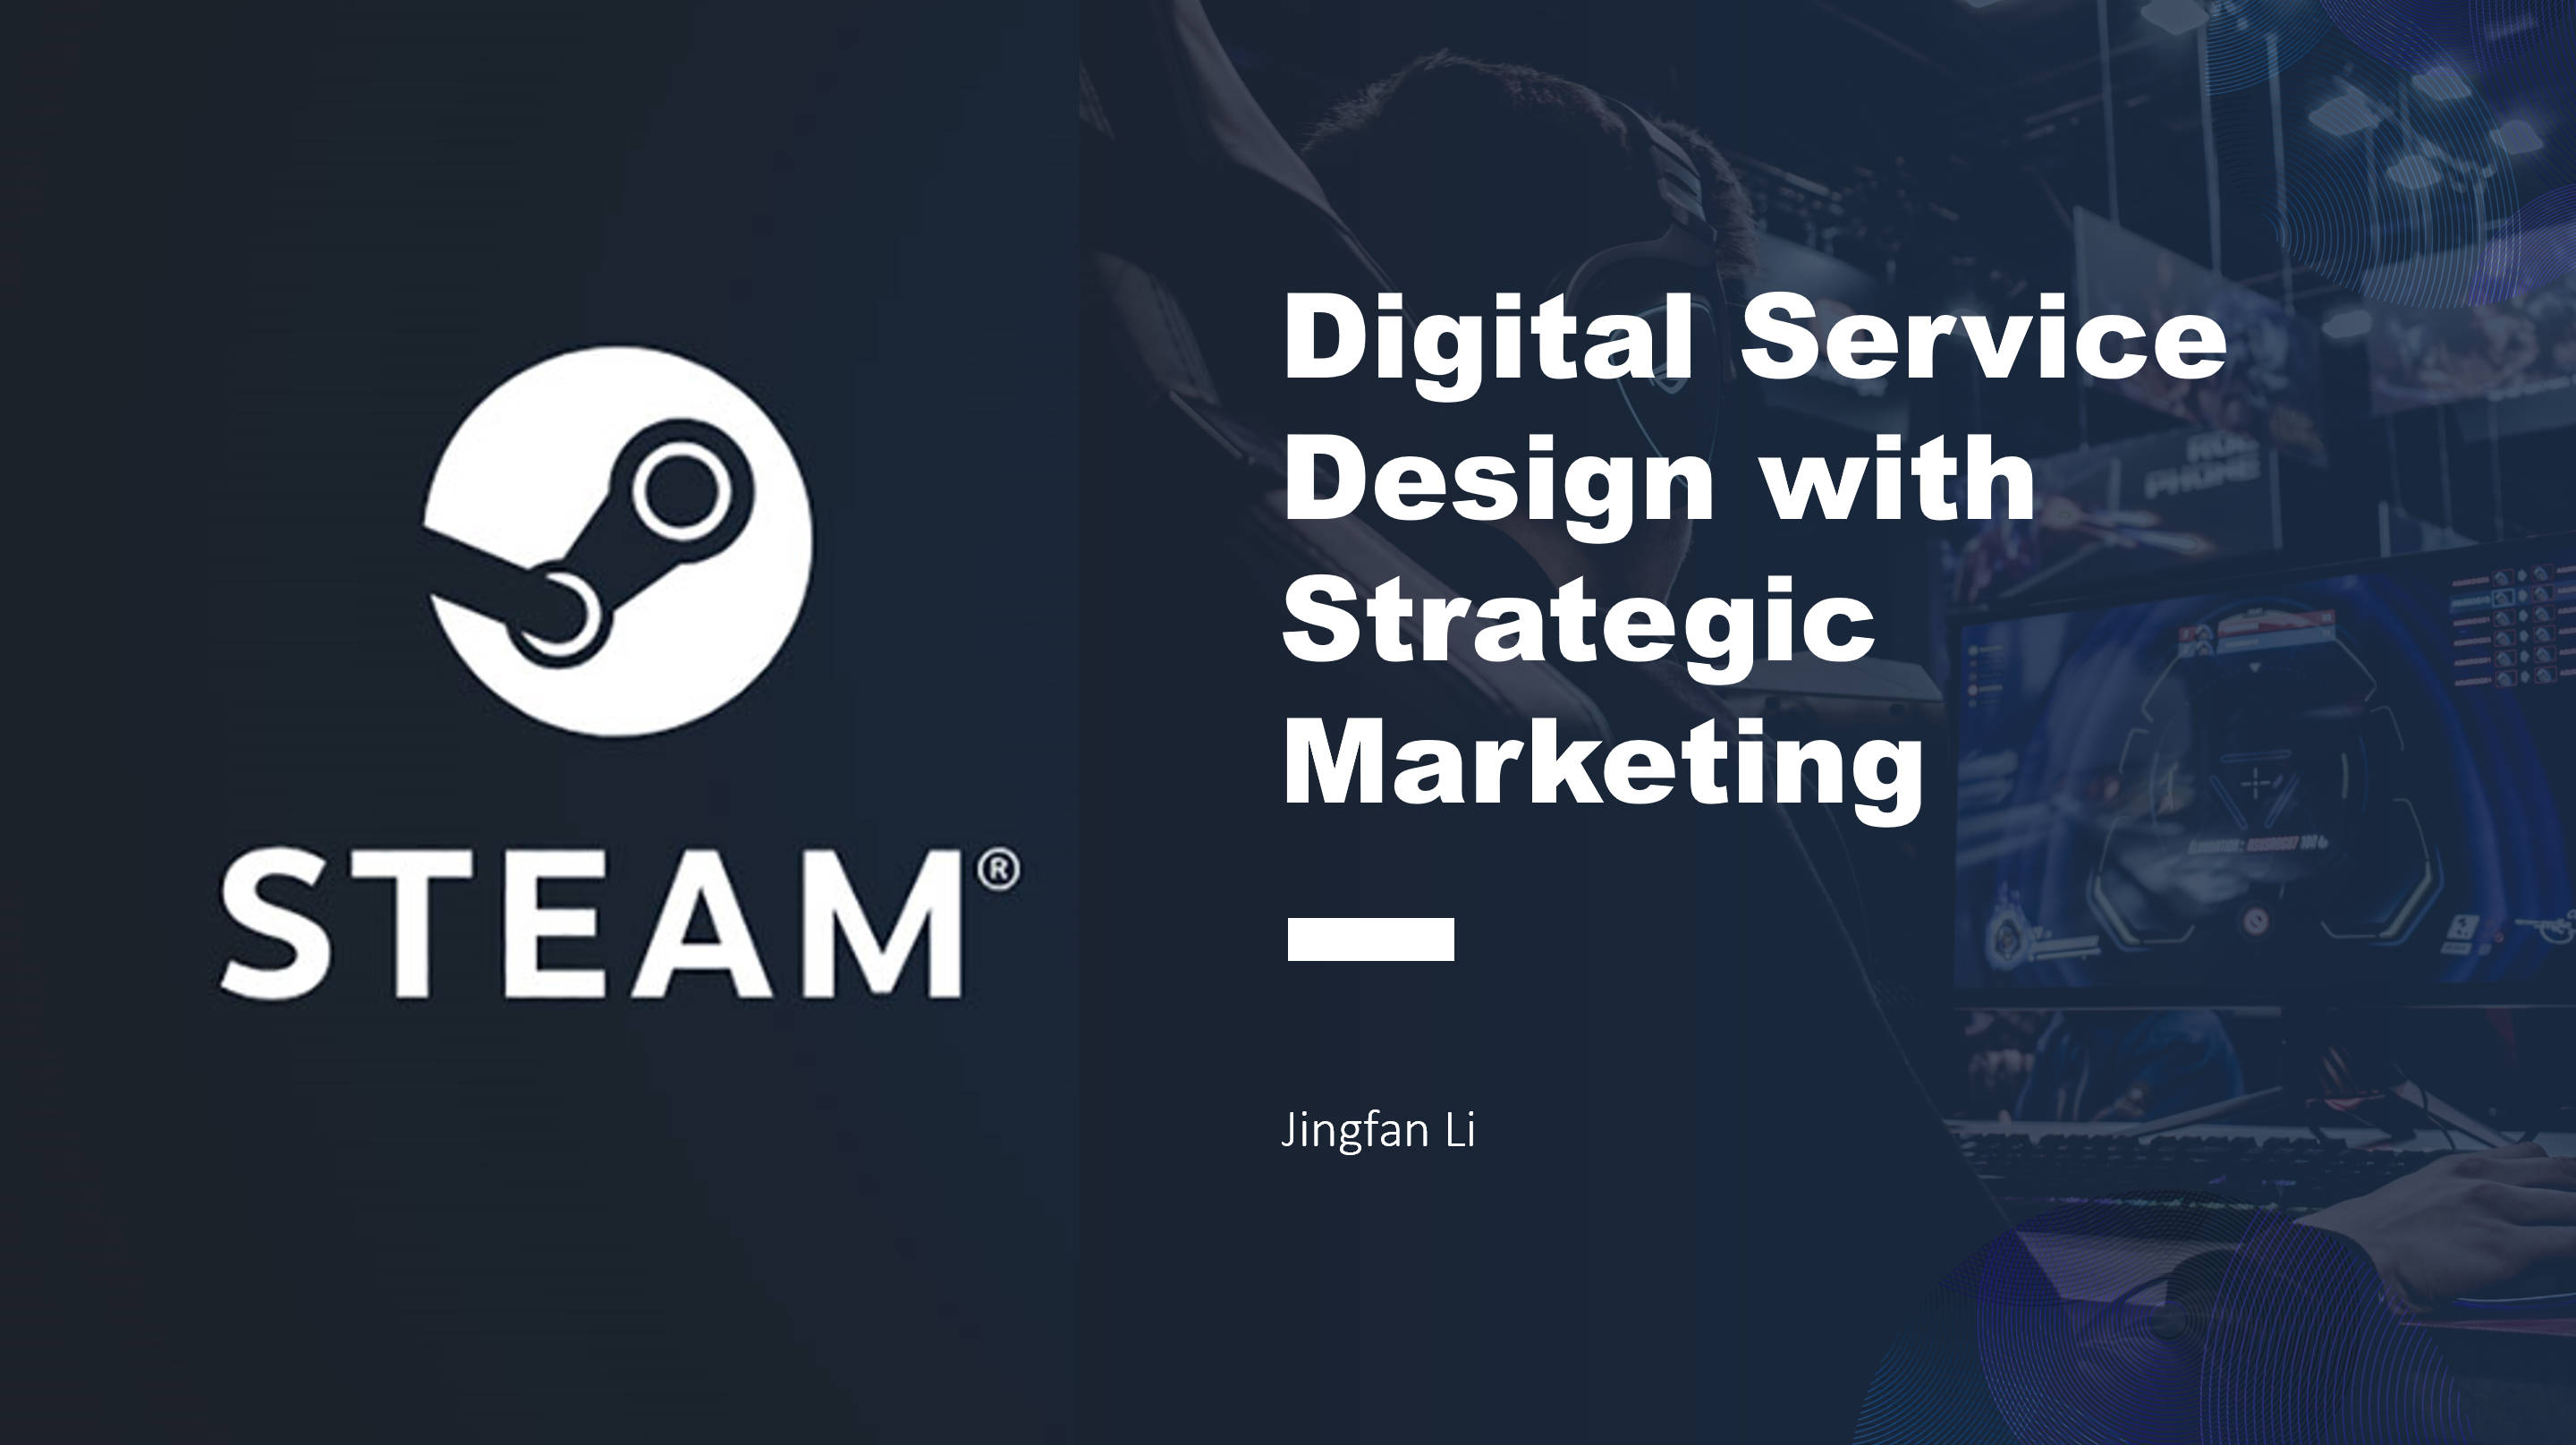 STEAM®
Digital Service
Design with
Strategic
Marketing
Jingfan Li